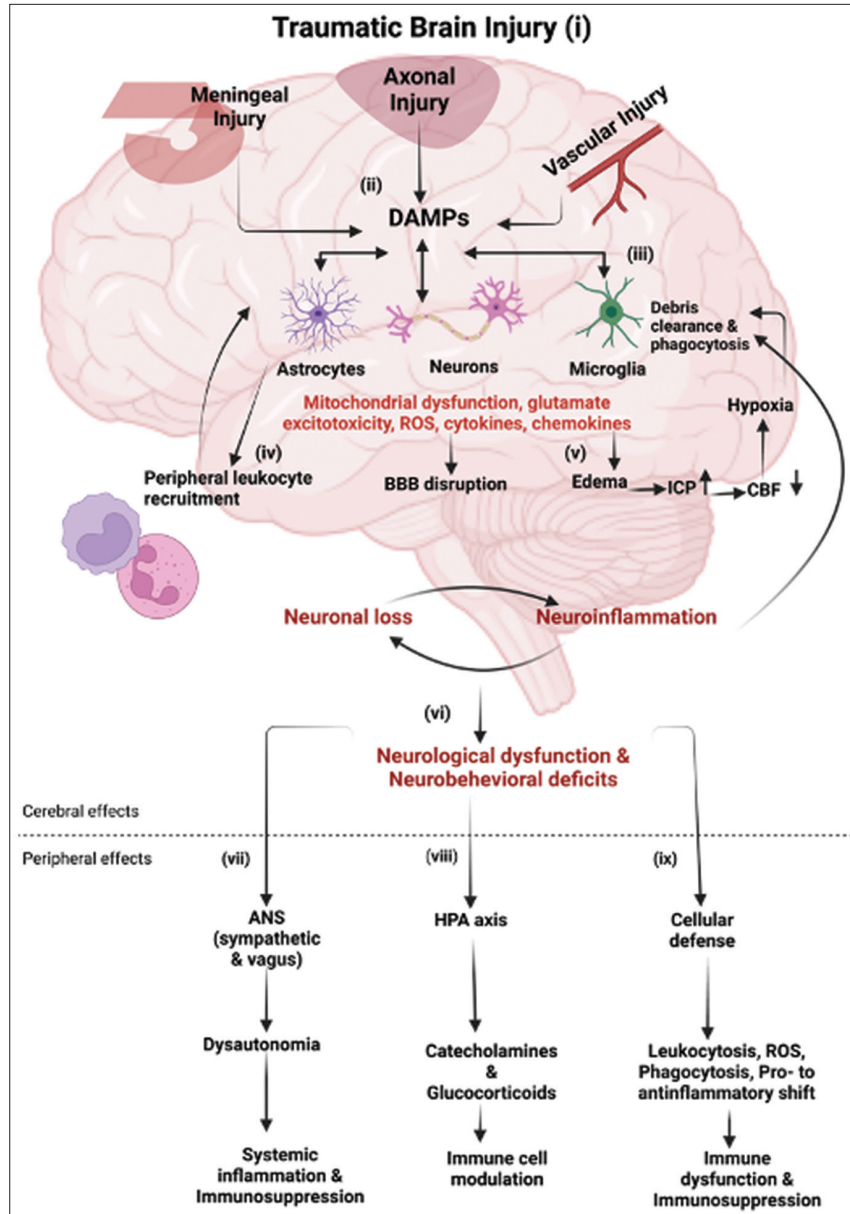 Traumatic Brain Injury (i)
Meningeal
Injury
Axonal
Injury
Vascular Injury
(ii)
DAMPs
(iii)
Debris
clearance &
phagocytosis
Astrocytes
Neurons
Microglia
Mitochondrial dysfunction, glutamate
excitotoxicity, ROS, cytokines, chemokines
Hypoxia
(iv)
Peripheral leukocyte
recruitment
BBB disruption
(v)
Edema
ICP
CBF
Neuronal loss
Neuroinflammation
(vi)
Neurological dysfunction &
Neurobehevioral deficits
Cerebral effects
Peripheral effects
(vii)
(viii)
(ix)
ANS
(sympathetic
& vagus)
HPA axis
Cellular
defense
Dysautonomia
Catecholamines
&
Glucocorticoids
Leukocytosis, ROS,
Phagocytosis, Pro- to
antinflammatory shift
Systemic
inflammation &
Immunosuppression
Immune cell
modulation
Immune
dysfunction &
Immunosuppression